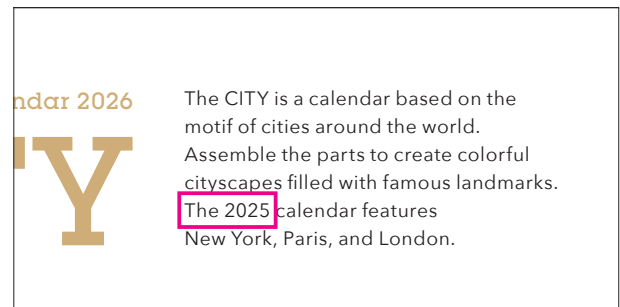 ndar 2026
TY
The CITY is a calendar based on the
motif of cities around the world.
Assemble the parts to create colorful
cityscapes filled with famous landmarks.
The 2025 calendar features
New York, Paris, and London.